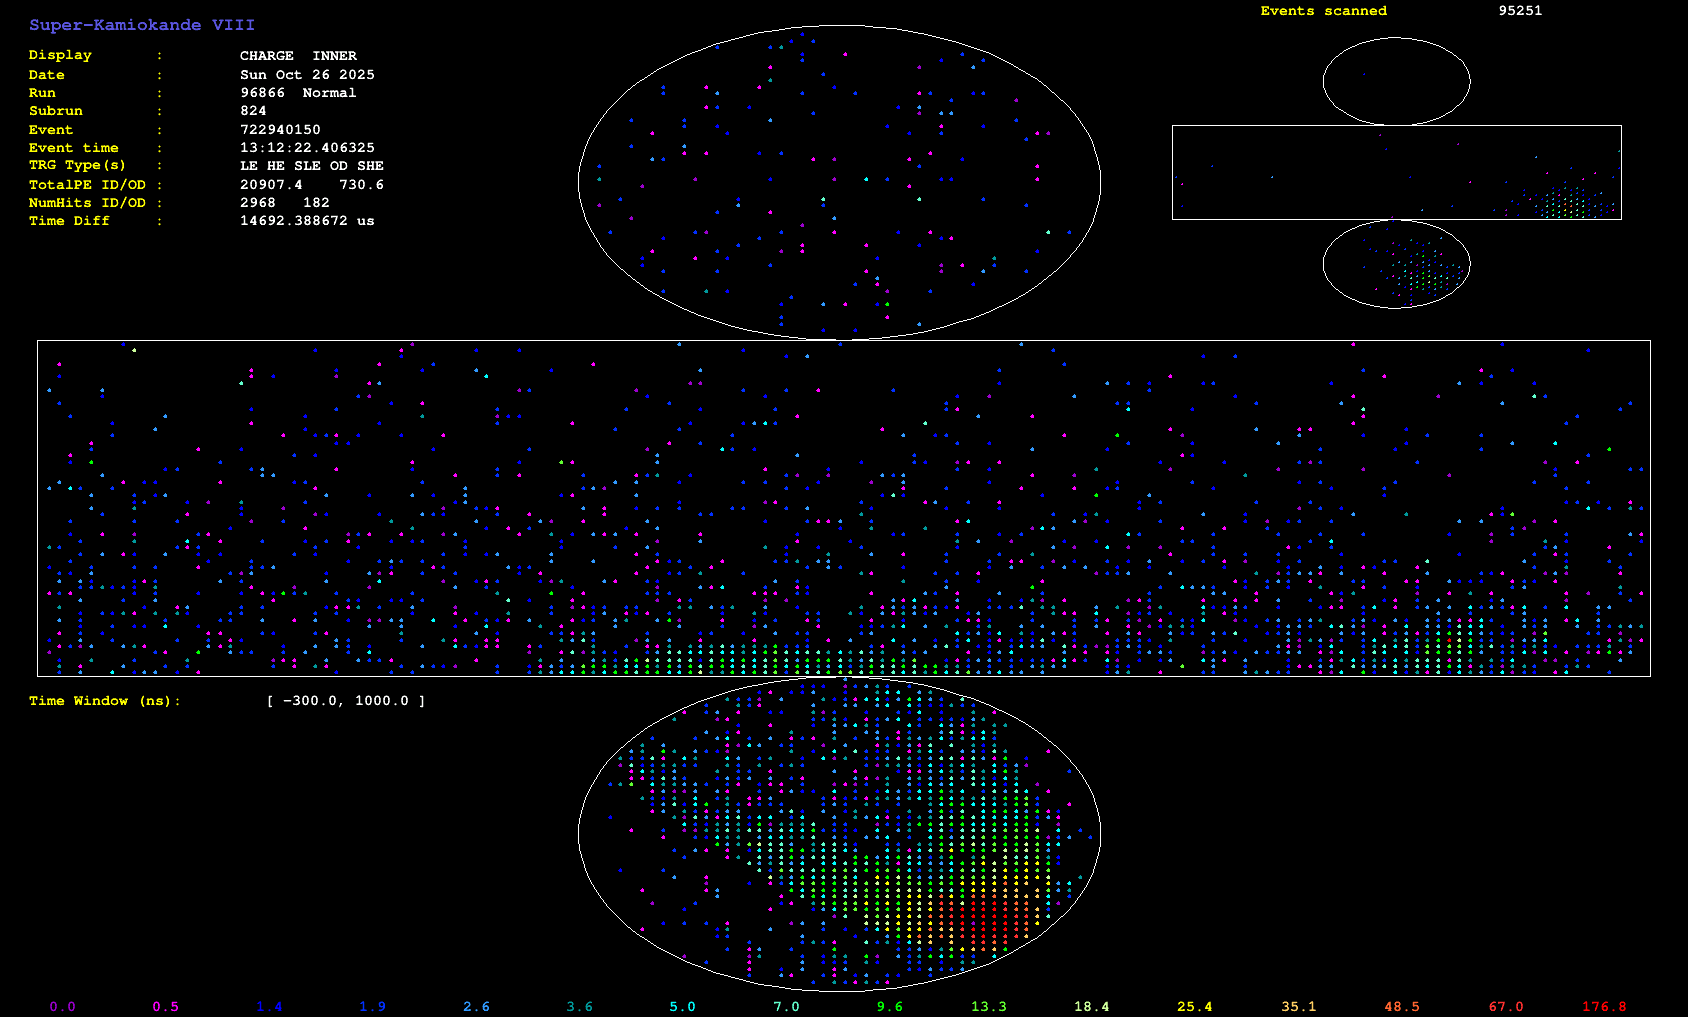 Super-Kamiokande VIII
Events scanned 95251
Display : CHARGE INNER
Date : Sun Oct 26 2025
Run : 96866 Normal
Subrun : 824
Event : 722940150
Event time : 13:12:22.406325
TRG Type(s) : LE HE SLE OD SHE
TotalPE ID/OD : 20907.4 730.6
NumHits ID/OD : 2968 182
Time Diff : 14692.388672 us
Time Window (ns): [ -300.0, 1000.0 ]
0.0 0.5 1.4 1.9 2.6 3.6 5.0 7.0 9.6 13.3 18.4 25.4 35.1 48.5 67.0 176.8